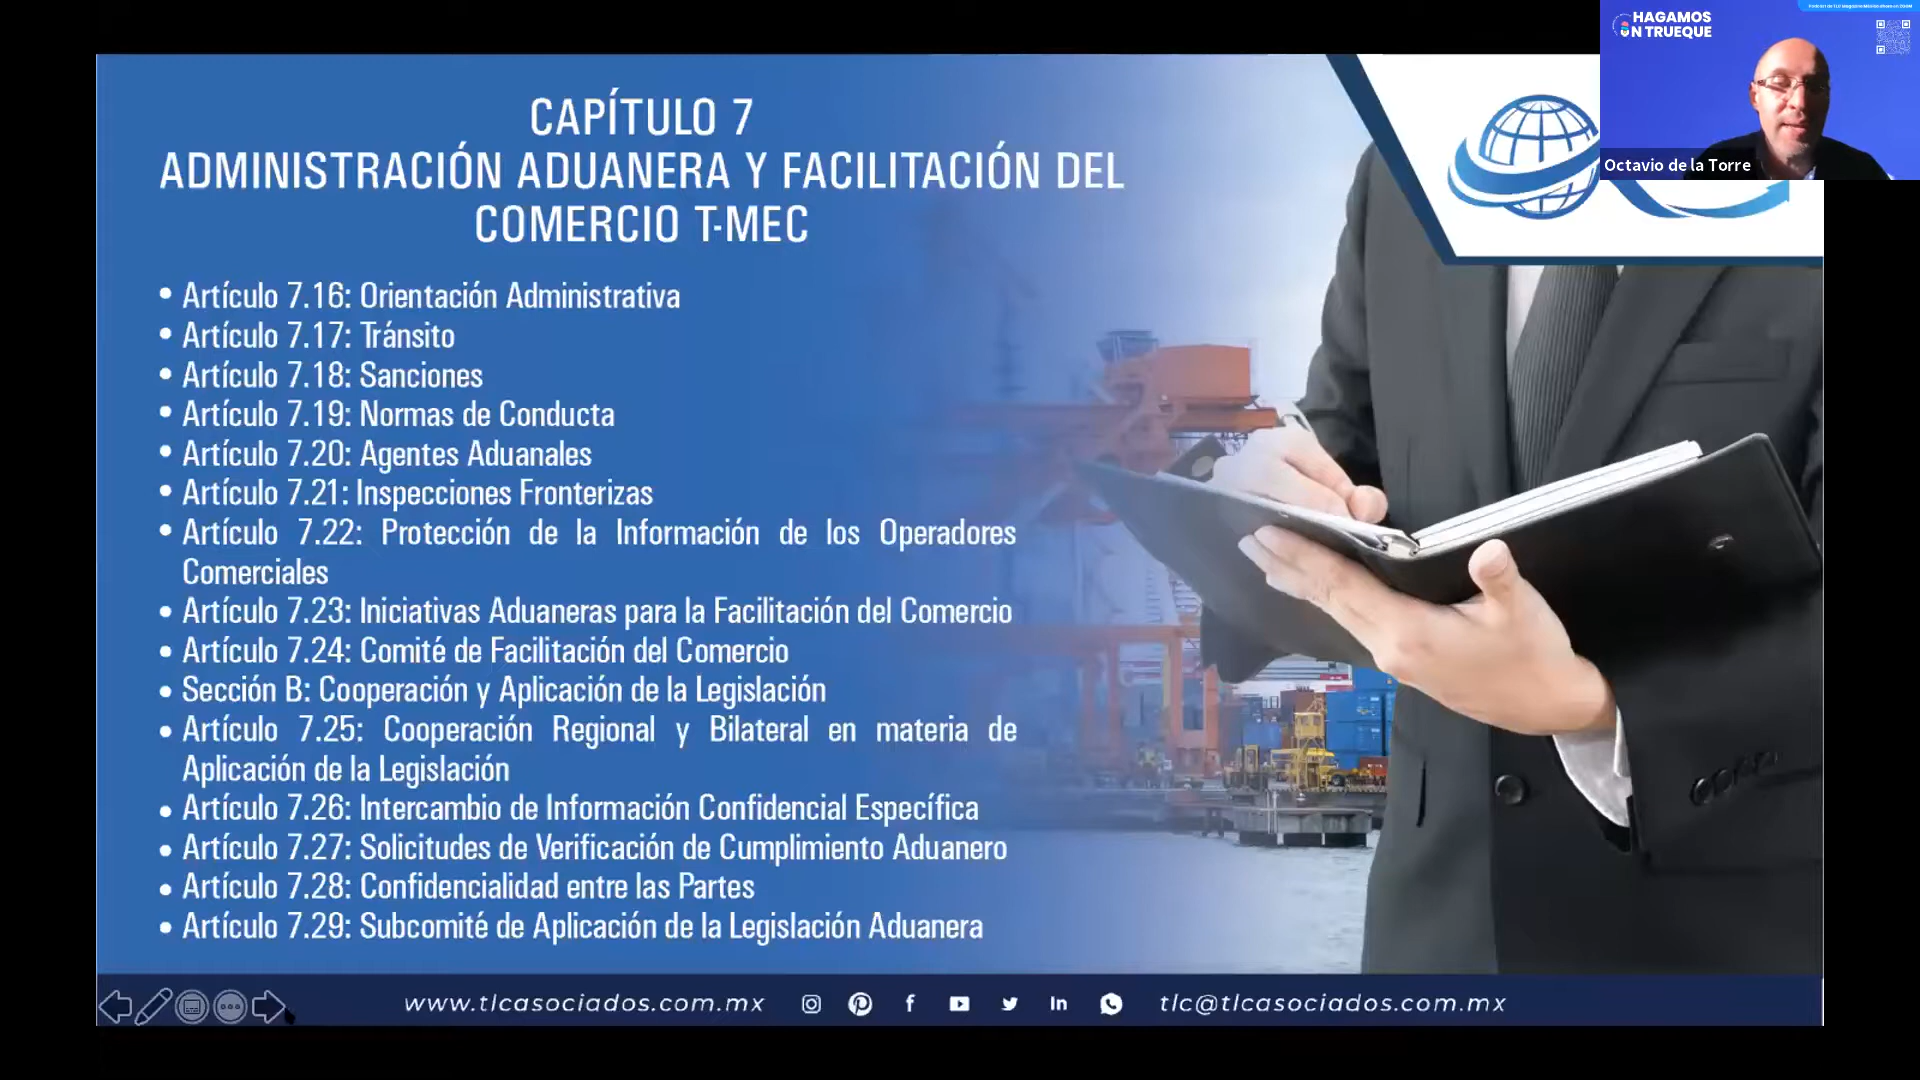 CAPÍTULO 7
ADMINISTRACIÓN ADUANERA Y FACILITACIÓN DEL
COMERCIO T-MEC
• Artículo 7.16: Orientación Administrativa
• Artículo 7.17: Tránsito
• Artículo 7.18: Sanciones
• Artículo 7.19: Normas de Conducta
• Artículo 7.20: Agentes Aduanales
• Artículo 7.21: Inspecciones Fronterizas
• Artículo 7.22: Protección de la Información de los Operadores
Comerciales
• Artículo 7.23: Iniciativas Aduaneras para la Facilitación del Comercio
• Artículo 7.24: Comité de Facilitación del Comercio
• Sección B: Cooperación y Aplicación de la Legislación
• Artículo 7.25: Cooperación Regional y Bilateral en materia de
Aplicación de la Legislación
• Artículo 7.26: Intercambio de Información Confidencial Específica
• Artículo 7.27: Solicitudes de Verificación de Cumplimiento Aduanero
• Artículo 7.28: Confidencialidad entre las Partes
• Artículo 7.29: Subcomité de Aplicación de la Legislación Aduanera
www.tlcasociados.com.mx
tlc@tlcasociados.com.mx
HAGAMOS
UN TRUEQUE
Octavio de la Torre